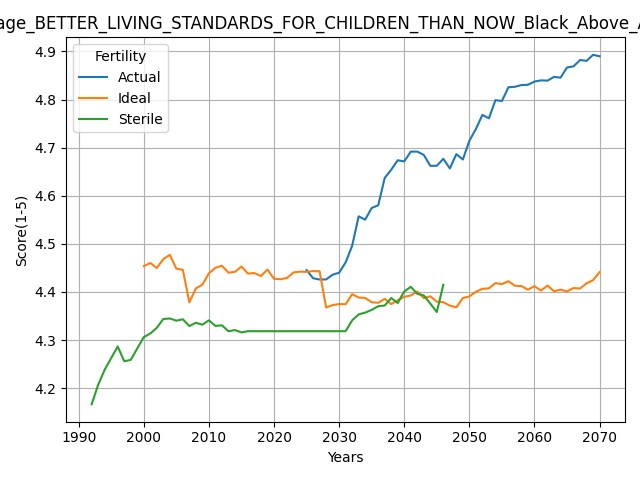 age_BETTER_LIVING_STANDARDS_FOR_CHILDREN_THAN_NOW_Black_Above_
Fertility
Actual
Ideal
Sterile
4.9
4.8
4.7
4.6
4.5
4.4
4.3
4.2
Score(1-5)
1990 2000 2010 2020 2030 2040 2050 2060 2070
Years